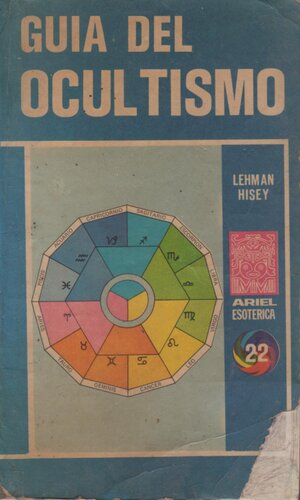 GUIA DEL
OCULTISMO
LEHMAN
HISEY
CAPRICORNIO
SAGITARIO
ACUARIO
ESCORPION
PISCIS
LIBRA
ARIES
VIRGO
TAURO
LEO
GEMINIS
CANCER
ARIEL
ESOTERICA
22